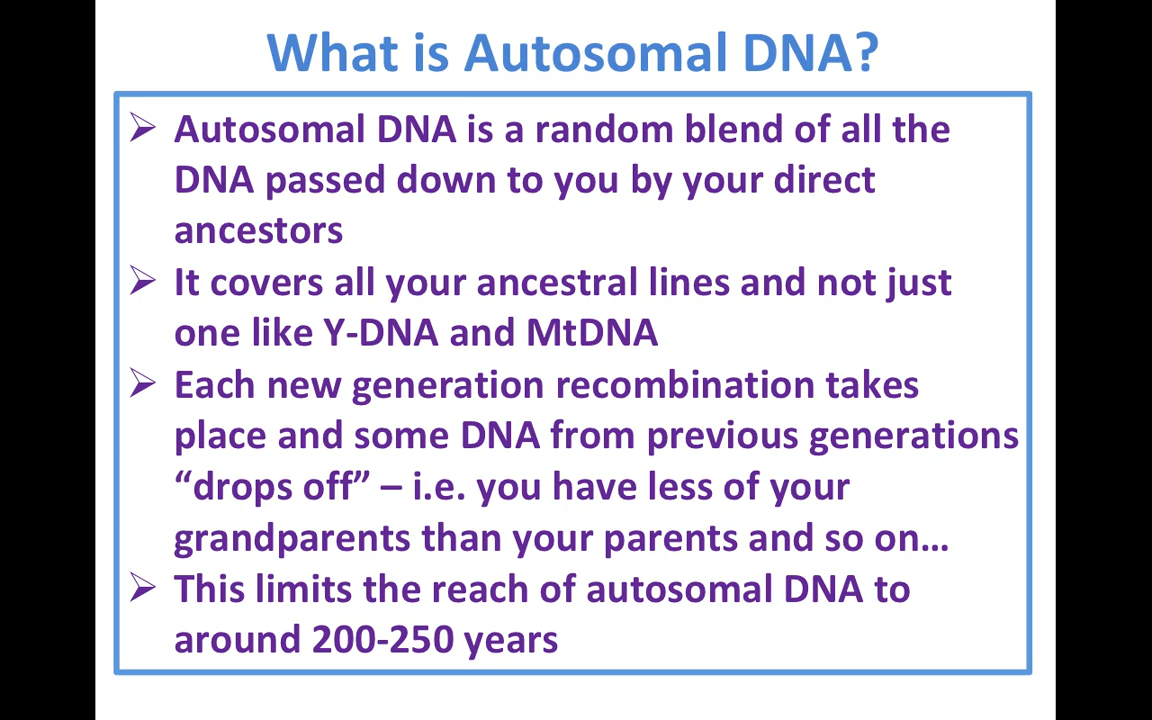 What is Autosomal DNA?
➢ Autosomal DNA is a random blend of all the
DNA passed down to you by your direct
ancestors
➢ It covers all your ancestral lines and not just
one like Y-DNA and MtDNA
➢ Each new generation recombination takes
place and some DNA from previous generations
“drops off” – i.e. you have less of your
grandparents than your parents and so on…
➢ This limits the reach of autosomal DNA to
around 200-250 years